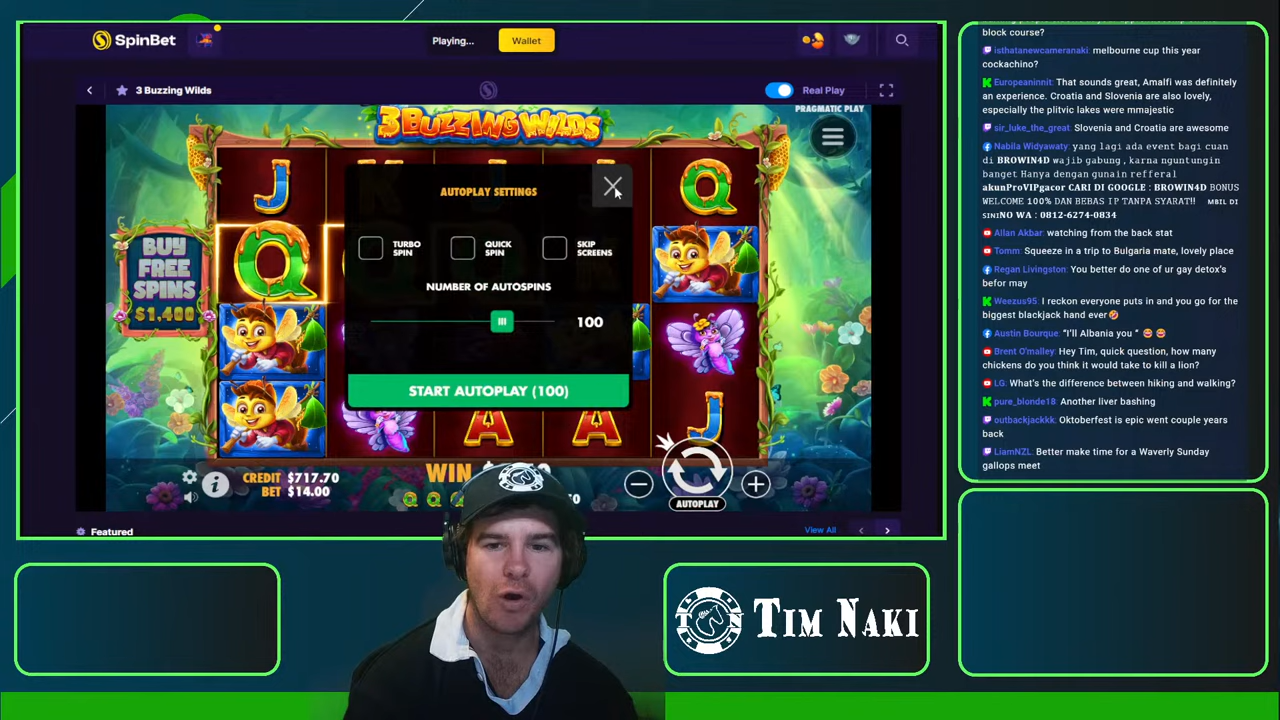 SpinBet
Playing...
Wallet
3 Buzzing Wilds
Real Play
PRAGMATIC PLAY
3 BUZZING WILDS
J
Q
AUTOPLAY SETTINGS
TURBO
SPIN
QUICK
SPIN
SKIP
SCREENS
NUMBER OF AUTOSPINS
100
START AUTOPLAY (100)
BUY
FREE
SPINS
$1,400
Q
A
A
J
CREDIT $717.70
BET $14.00
WIN
AUTOPLAY
Featured
View All
TIM NAKI
block course?
isthatanewcameranaki: melbourne cup this year
cockachino?
Europeaninnit: That sounds great, Amalfi was definitely
an experience. Croatia and Slovenia are also lovely,
especially the plitvic lakes were mmajestic
sir_luke_the_great: Slovenia and Croatia are awesome
Nabila Widyawaty: yang lagi ada event bagi cuan
di BROWIN4D wajib gabung , karna nguntungin
banget Hanya dengan gunain refferal
akunProVIPgacor CARI DI GOOGLE : BROWIN4D BONUS
WELCOME 100% DAN BEBAS IP TANPA SYARAT!! MBIL DI
SINI NO WA : 0812-6274-0834
Allan Akbar: watching from the back stat
Tomm: Squeeze in a trip to Bulgaria mate, lovely place
Regan Livingston: You better do one of ur gay detox's
befor may
Weezus95: I reckon everyone puts in and you go for the
biggest blackjack hand ever🤣
Austin Bourque: “I’ll Albania you “ 😂 😂
Brent O'malley: Hey Tim, quick question, how many
chickens do you think it would take to kill a lion?
LG: What's the difference between hiking and walking?
pure_blonde18: Another liver bashing
outbackjackkk: Oktoberfest is epic went couple years
back
LiamNZL: Better make time for a Waverly Sunday
gallops meet